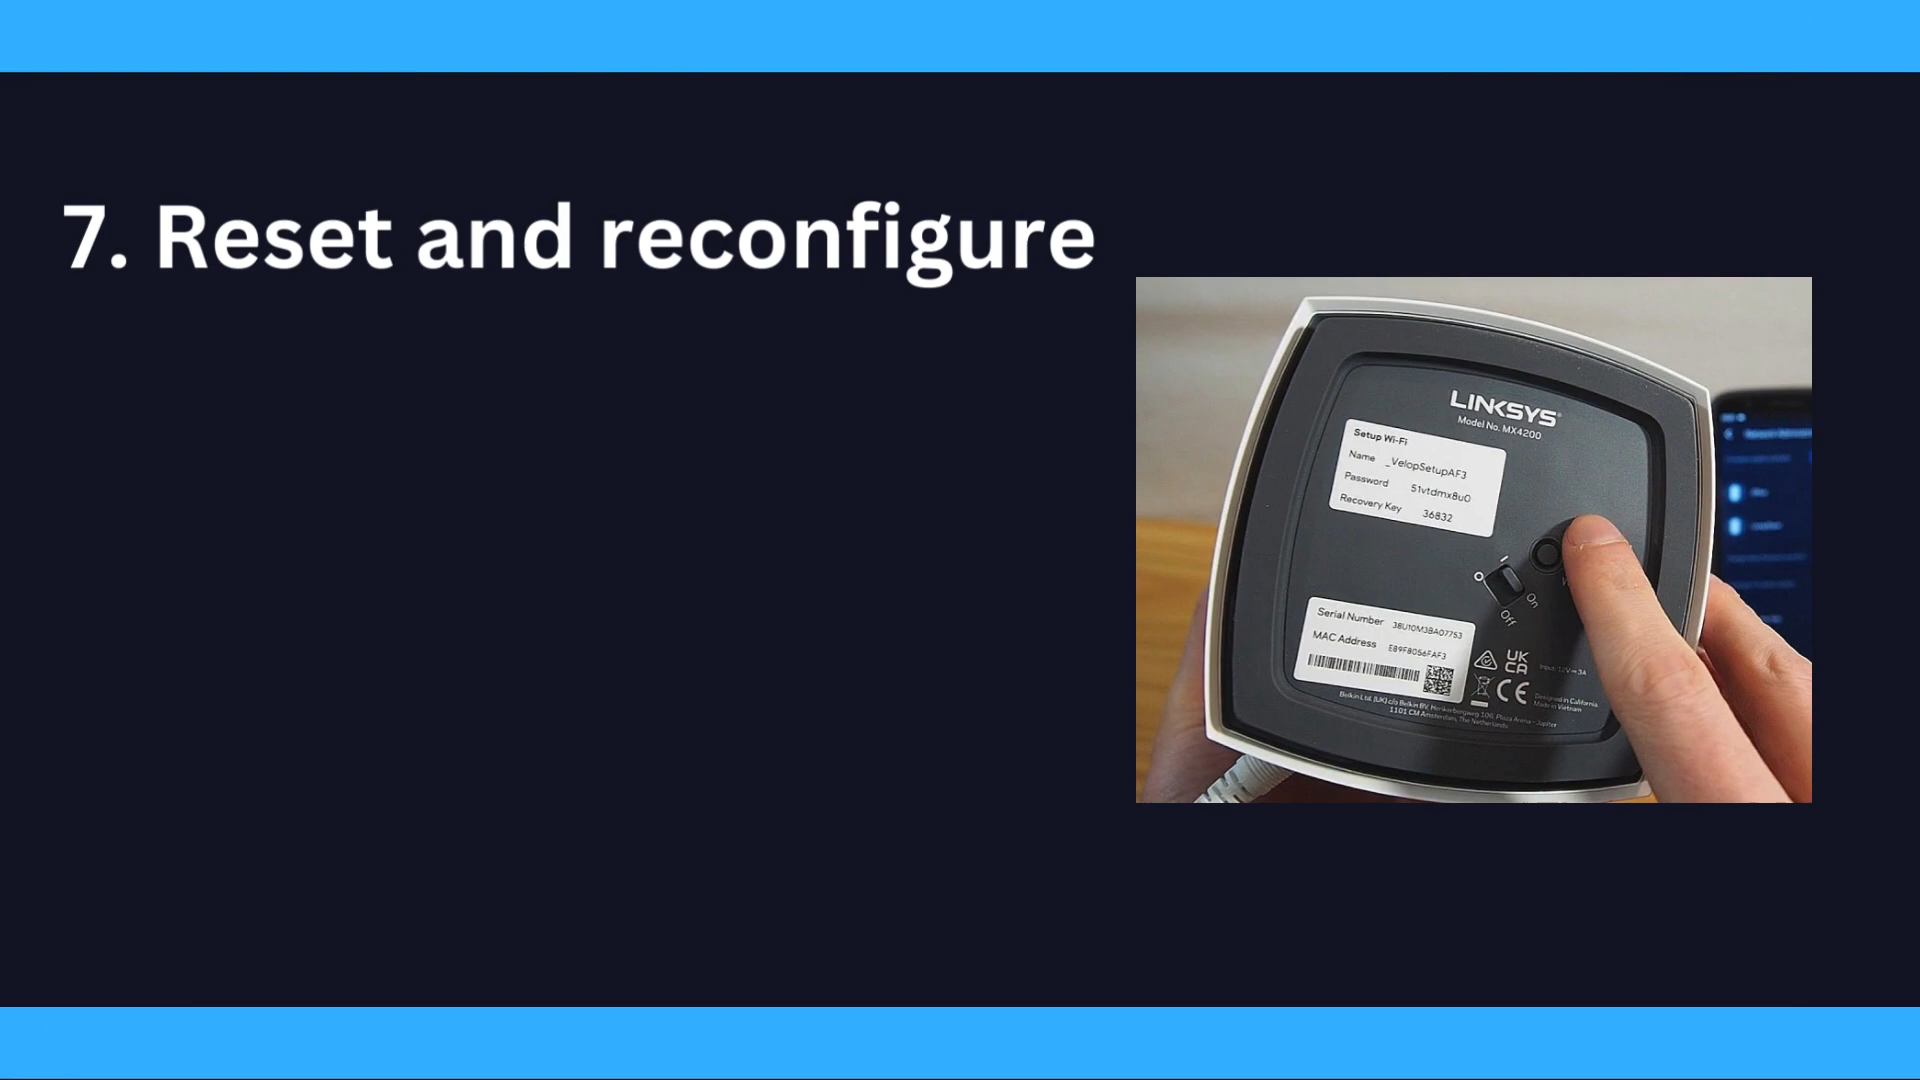 7. Reset and reconfigure
LINKSYS
Model No. MX4200
Setup Wi-Fi
Name _VelopSetupAF3
Password 51vtdmx8u0
Recovery Key 36832
On
Off
Serial Number 38U10M3BA07753
MAC Address E89F8056FAF3
UK
CA
CE
Input: 12V 3A
Designed in California
Made in Vietnam
Belkin Ltd. (UK) c/o Belkin BV, Herikerbergweg 100, Plaza Arena - Jupiter
1101 CM Amsterdam, The Netherlands